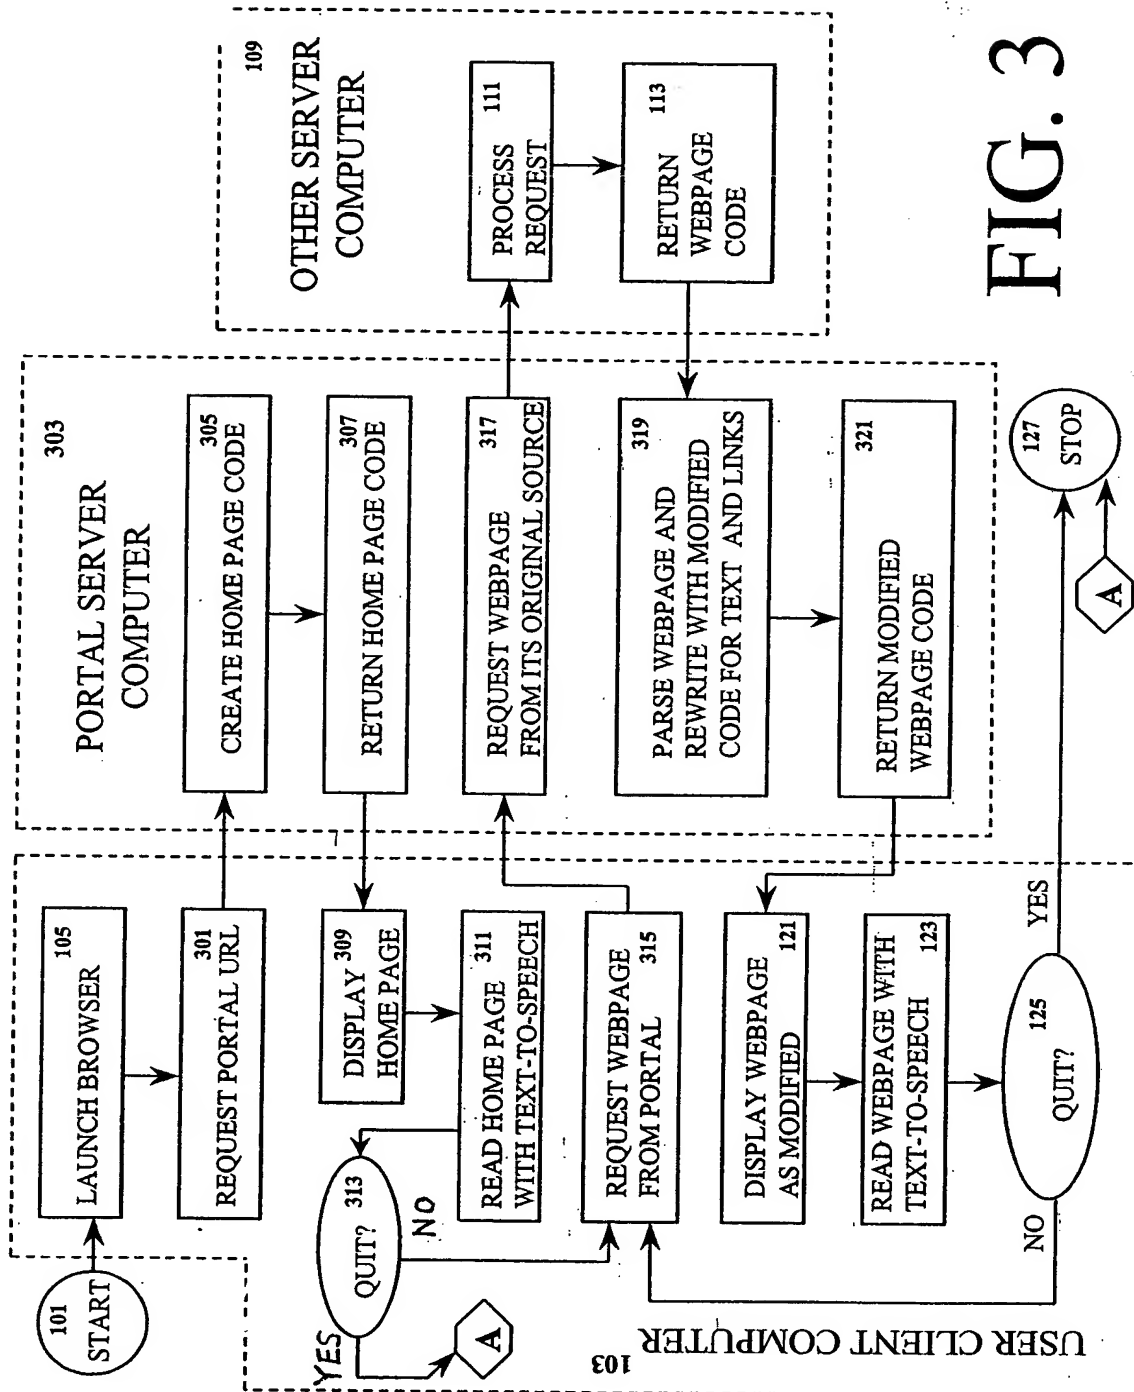 101
START
USER CLIENT COMPUTER
103
105
LAUNCH BROWSER
301
REQUEST PORTAL URL
309
DISPLAY
HOME PAGE
311
READ HOME PAGE
WITH TEXT-TO-SPEECH
313
QUIT?
YES
NO
A
315
REQUEST WEBPAGE
FROM PORTAL
DISPLAY WEBPAGE
AS MODIFIED
121
READ WEBPAGE WITH
TEXT-TO-SPEECH
123
125
QUIT?
NO
YES
PORTAL SERVER
COMPUTER
303
305
CREATE HOME PAGE CODE
307
RETURN HOME PAGE CODE
317
REQUEST WEBPAGE
FROM ITS ORIGINAL SOURCE
319
PARSE WEBPAGE AND
REWRITE WITH MODIFIED
CODE FOR TEXT AND LINKS
321
RETURN MODIFIED
WEBPAGE CODE
127
STOP
A
109
OTHER SERVER
COMPUTER
111
PROCESS
REQUEST
113
RETURN
WEBPAGE
CODE
FIG. 3